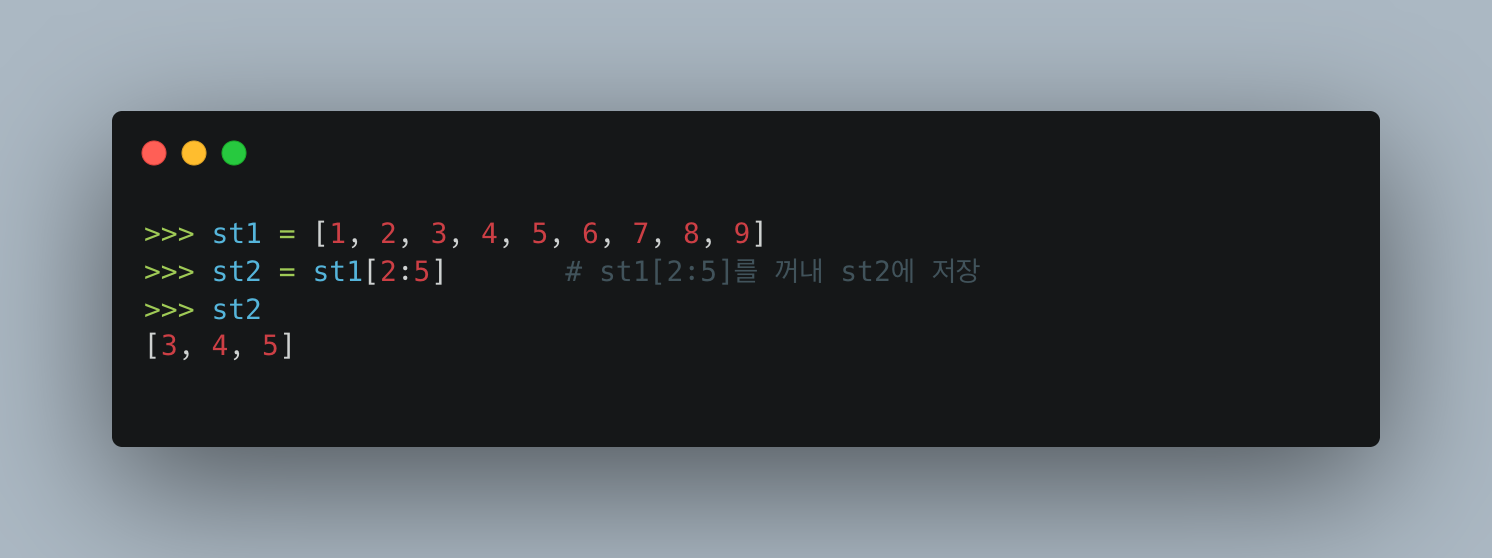 >>> st1 = [1, 2, 3, 4, 5, 6, 7, 8, 9]
>>> st2 = st1[2:5]       # st1[2:5]를 꺼내 st2에 저장
>>> st2
[3, 4, 5]